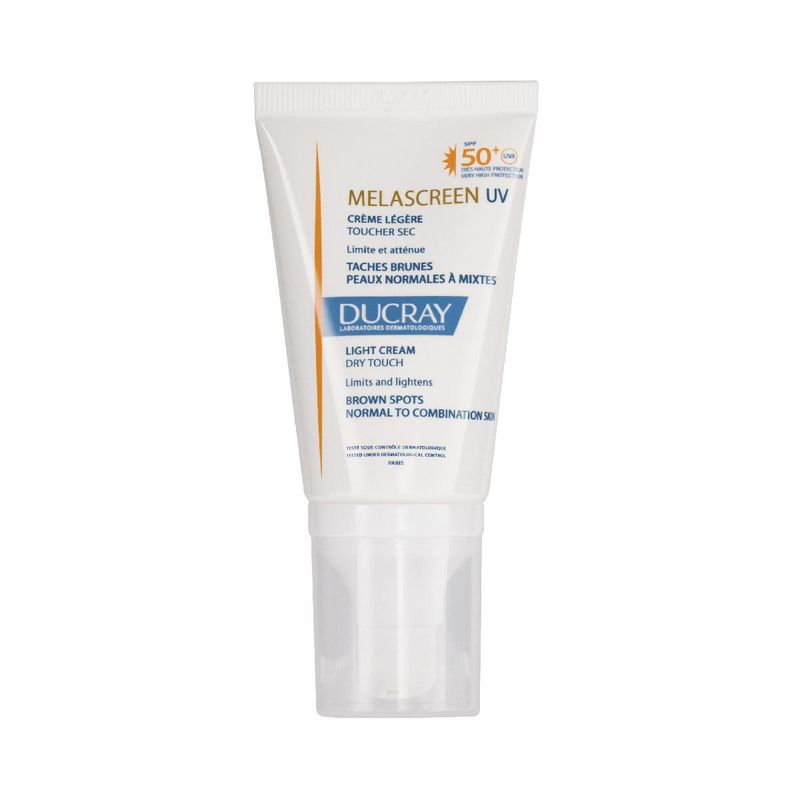 SPF
50+ UVA
TRÈS HAUTE PROTECTION
VERY HIGH PROTECTION
MELASCREEN UV
CRÈME LÉGÈRE
TOUCHER SEC
Limite et atténue
TACHES BRUNES
PEAUX NORMALES À MIXTES
DUCRAY
LABORATOIRES DERMATOLOGIQUES
LIGHT CREAM
DRY TOUCH
Limits and lightens
BROWN SPOTS
NORMAL TO COMBINATION SKIN
TESTÉ SOUS CONTRÔLE DERMATOLOGIQUE
TESTED UNDER DERMATOLOGICAL CONTROL
PARIS